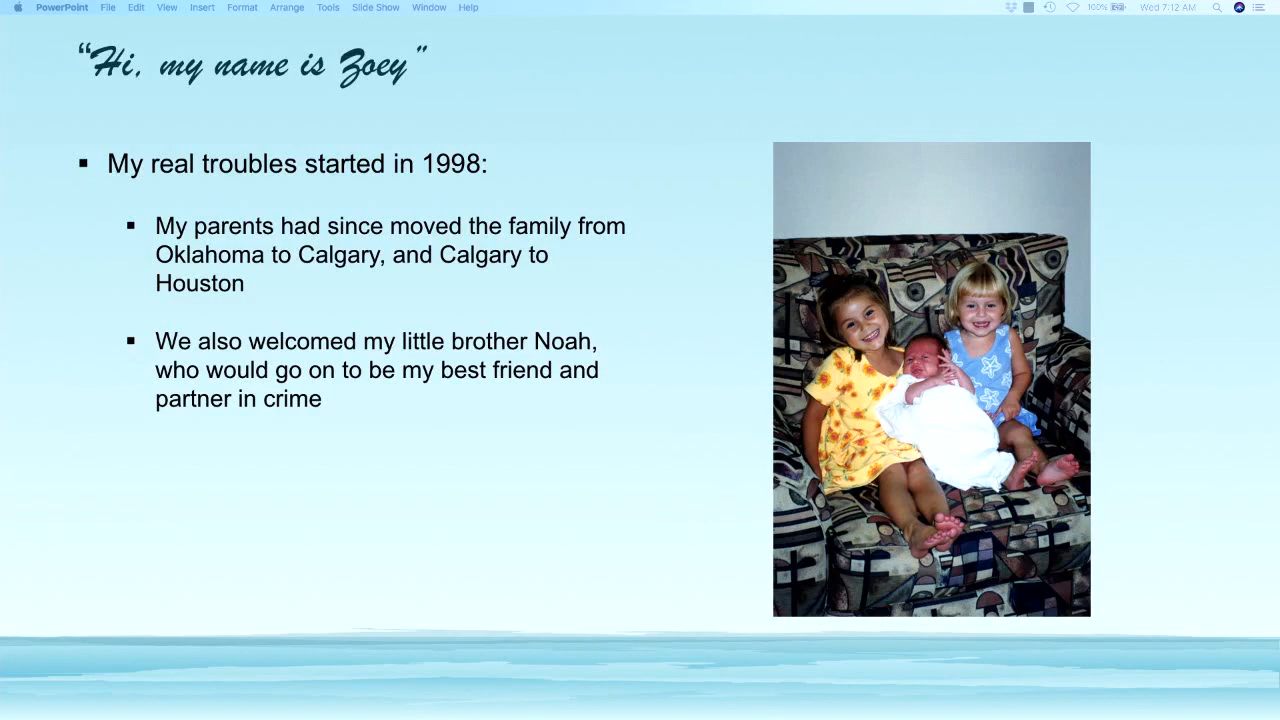 PowerPoint File Edit View Insert Format Arrange Tools Slide Show Window Help 100% Wed 7:12 AM
“Hi, my name is Zoey”
▪ My real troubles started in 1998:
▪ My parents had since moved the family from
Oklahoma to Calgary, and Calgary to
Houston
▪ We also welcomed my little brother Noah,
who would go on to be my best friend and
partner in crime